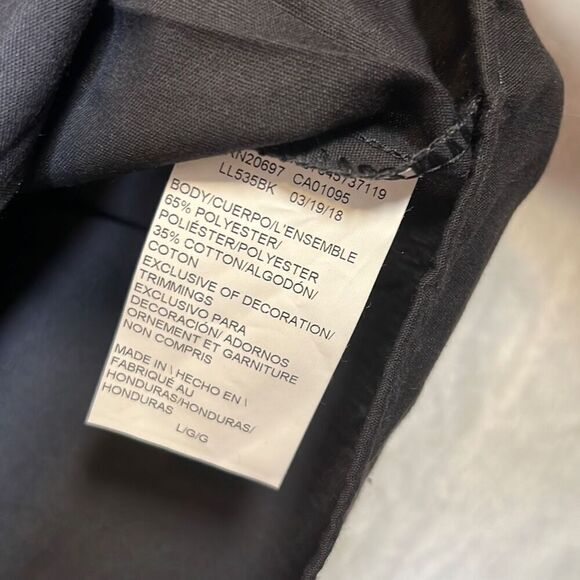 RN20697 CA01095
LL535BK 03/19/18
BODY/CUERPO/L'ENSEMBLE
65% POLYESTER/
POLIÉSTER/POLYESTER
35% COTTON/ALGODÓN/
COTON
EXCLUSIVE OF DECORATION/
TRIMMINGS
EXCLUSIVO PARA
DECORACIÓN/ADORNOS
ORNEMENT ET GARNITURE
NON COMPRIS
MADE IN \ HECHO EN \
FABRIQUÉ AU
HONDURAS/HONDURAS/
HONDURAS
L/G/G